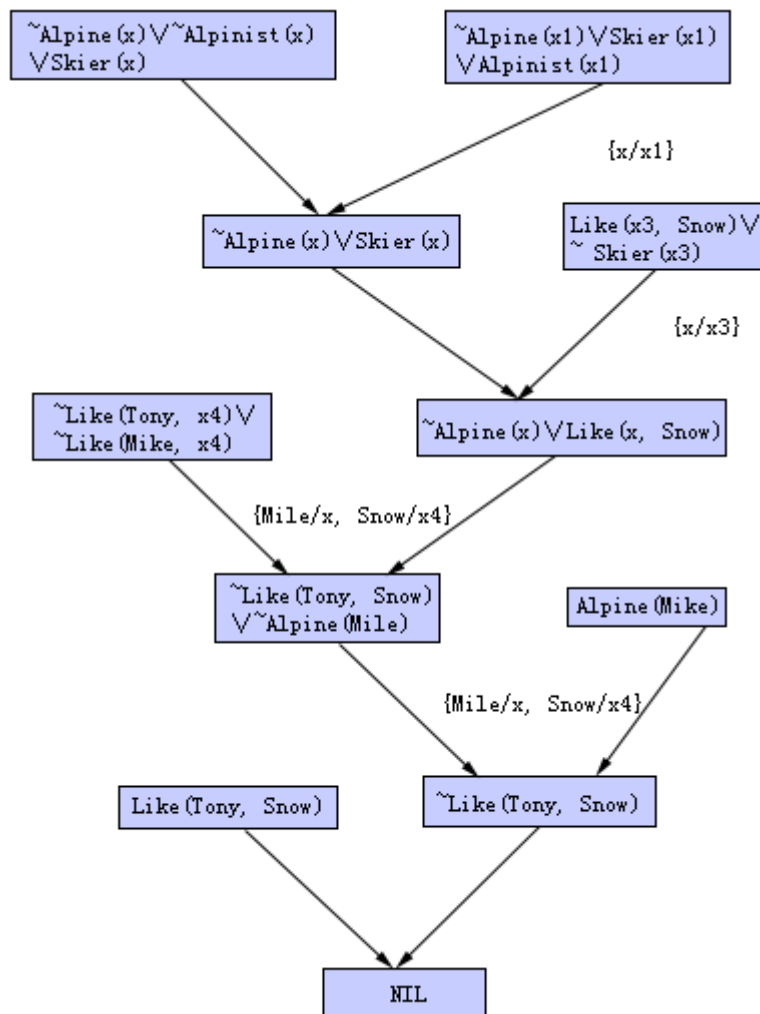 ~Alpine(x)∨~Alpinist(x)
∨Skier(x)
~Alpine(x1)∨Skier(x1)
∨Alpinist(x1)
{x/x1}
~Alpine(x)∨Skier(x)
Like(x3, Snow)∨
~ Skier(x3)
{x/x3}
~Like(Tony, x4)∨
~Like(Mike, x4)
~Alpine(x)∨Like(x, Snow)
{Mile/x, Snow/x4}
~Like(Tony, Snow)
∨~Alpine(Mile)
Alpine(Mike)
{Mile/x, Snow/x4}
Like(Tony, Snow)
~Like(Tony, Snow)
NIL